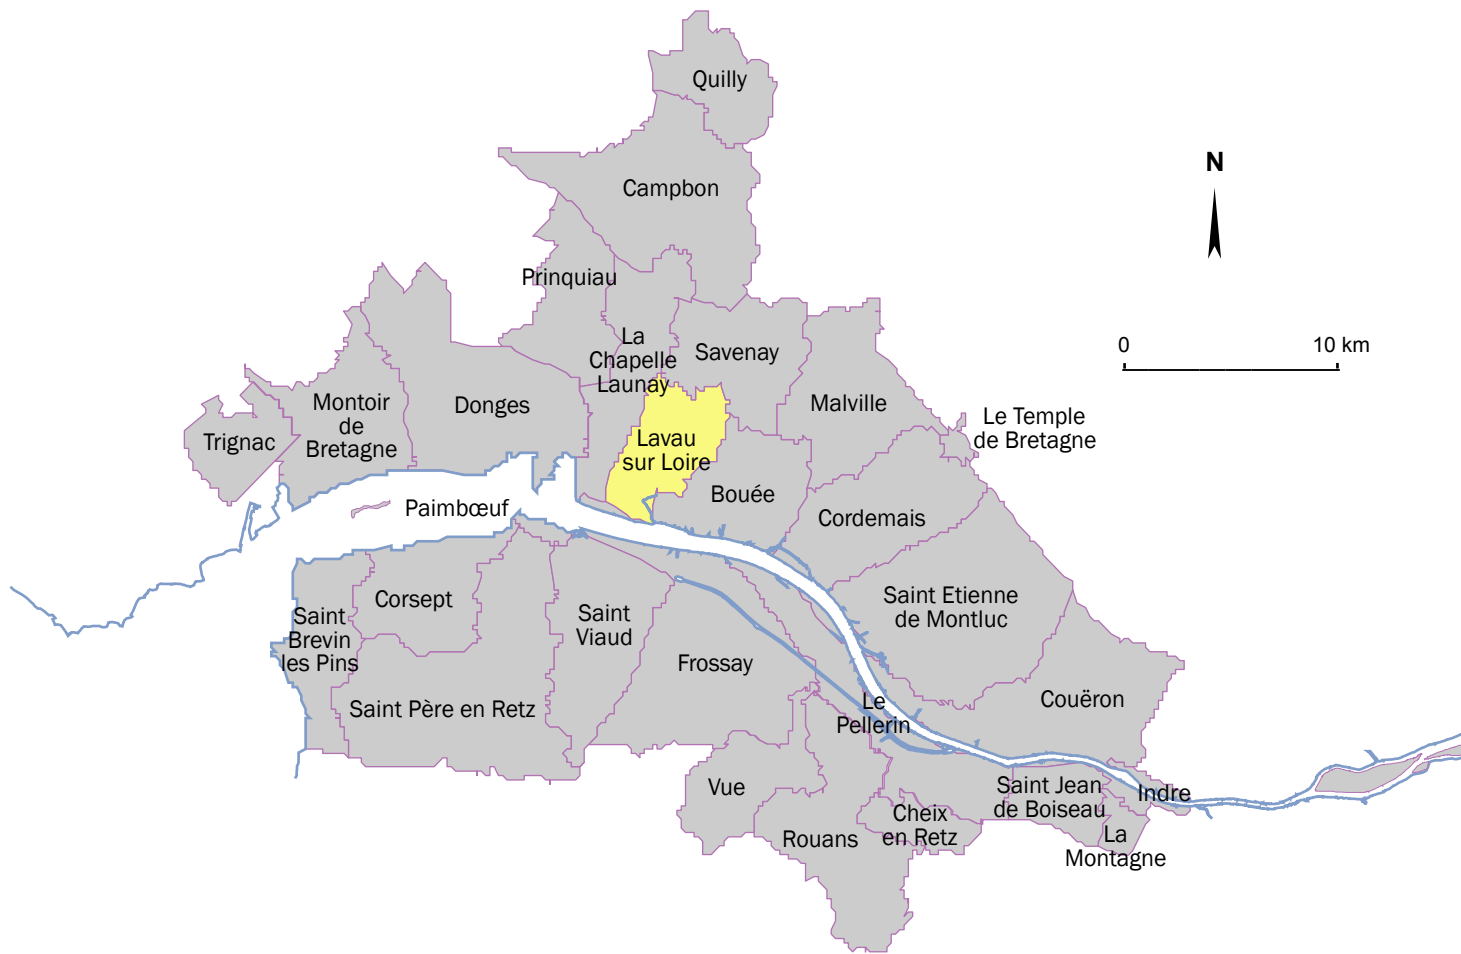 Quilly
N
Campbon
Prinquiau
0
10 km
La
Chapelle
Launay
Savenay
Montoir
de
Bretagne
Donges
Malville
Le Temple
de Bretagne
Trignac
Lavau
sur Loire
Bouée
Paimbœuf
Cordemais
Corsept
Saint
Brevin
les Pins
Saint
Viaud
Saint Etienne
de Montluc
Frossay
Saint Père en Retz
Le
Pellerin
Couëron
Vue
Saint Jean
de Boiseau
Indre
Rouans
Cheix
en Retz
La
Montagne